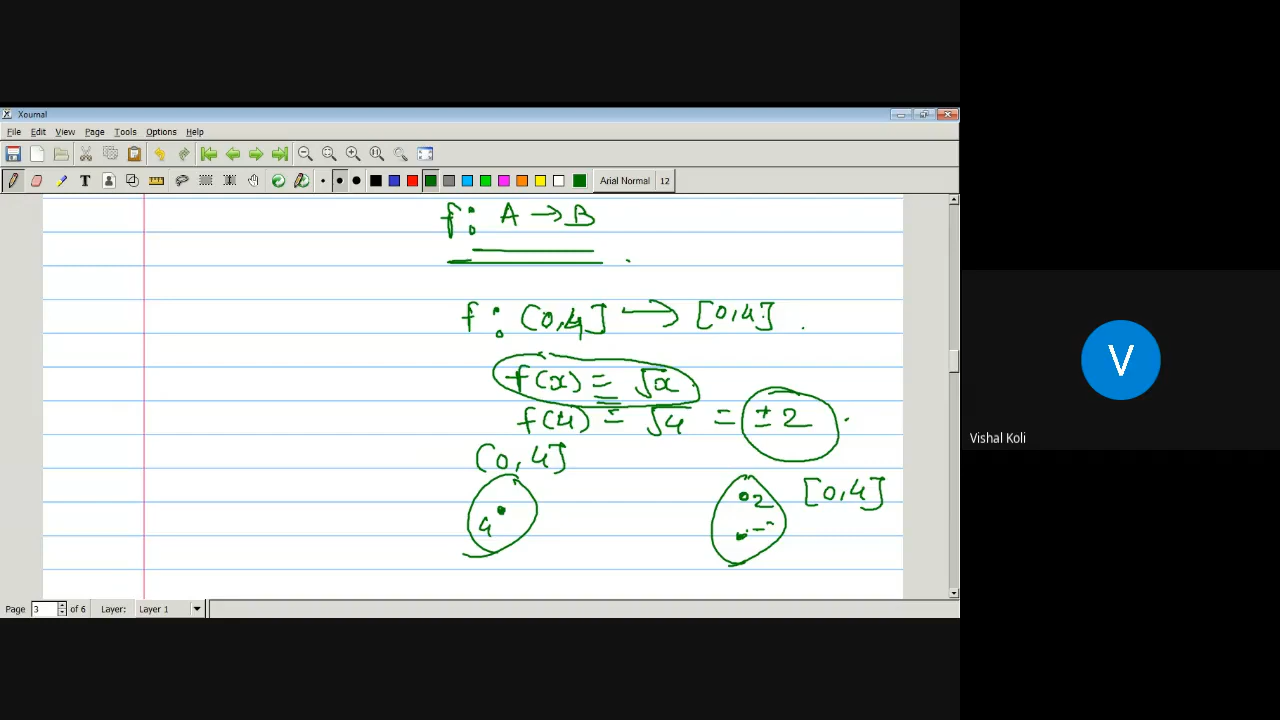 Xournal
File Edit View Page Tools Options Help
Arial Normal 12
f : A → B
f : [0,4] → [0,4] .
f(x) = √x
f(4) = √4 = ±2 .
[0,4]
2 [0,4]
4
Page 3 of 6 Layer: Layer 1
V
Vishal Koli